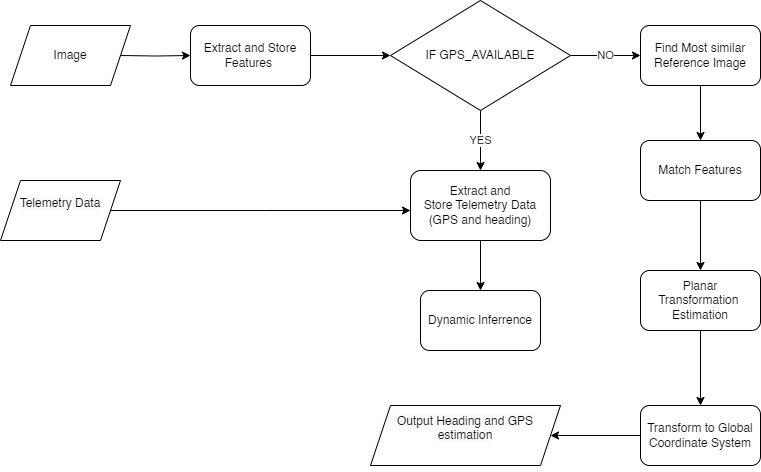 Image
Extract and Store
Features
IF GPS_AVAILABLE
NO
Find Most similar
Reference Image
YES
Match Features
Telemetry Data
Extract and
Store Telemetry Data
(GPS and heading)
Planar
Transformation
Estimation
Dynamic Inferrence
Output Heading and GPS
estimation
Transform to Global
Coordinate System